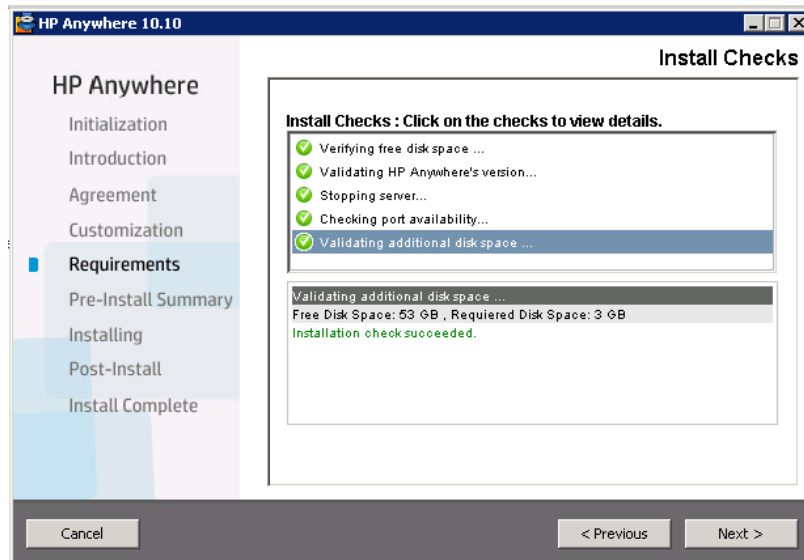 HP Anywhere 10.10
Install Checks
HP Anywhere
Initialization
Introduction
Agreement
Customization
Requirements
Pre-Install Summary
Installing
Post-Install
Install Complete
Install Checks : Click on the checks to view details.
Verifying free disk space ...
Validating HP Anywhere's version...
Stopping server...
Checking port availability...
Validating additional disk space ...
Validating additional disk space ...
Free Disk Space: 53 GB , Requiered Disk Space: 3 GB
Installation check succeeded.
Cancel
< Previous
Next >